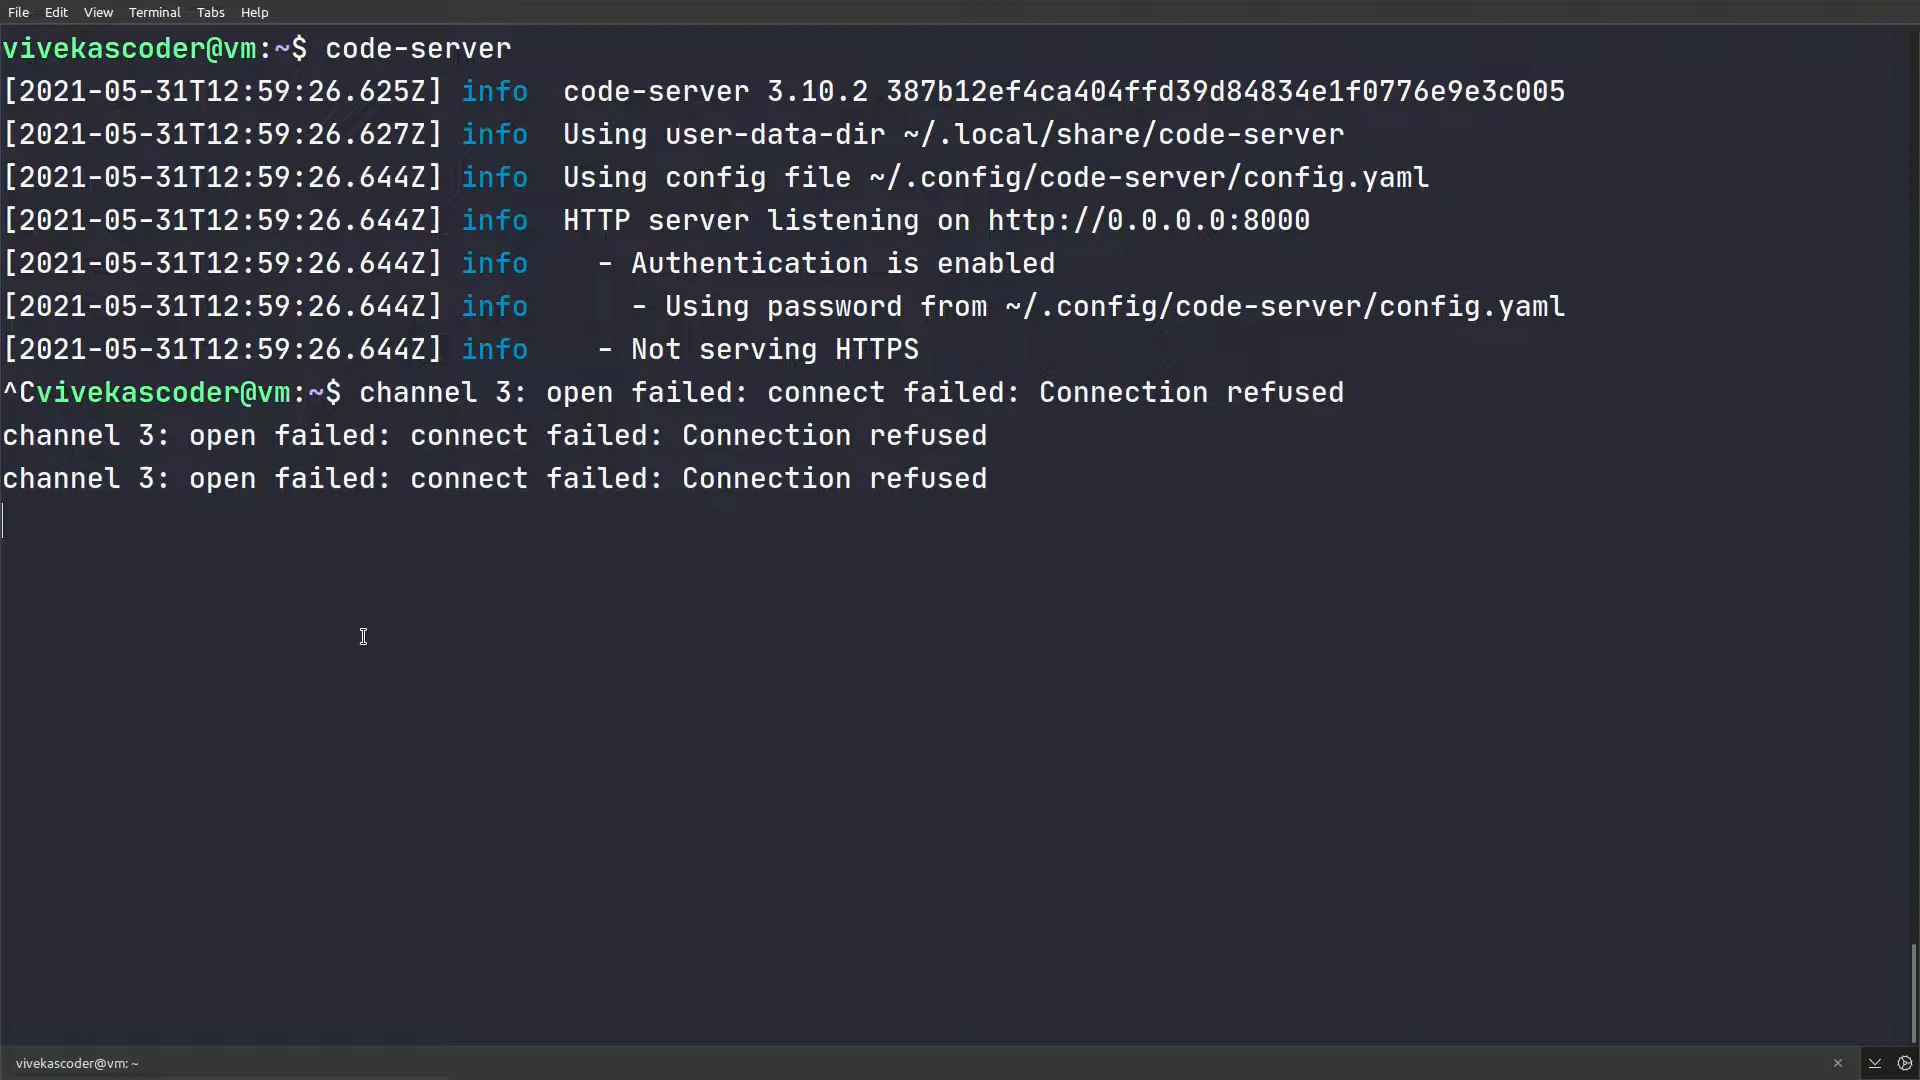 File Edit View Terminal Tabs Help
vivekascoder@vm:~$ code-server
[2021-05-31T12:59:26.625Z] info  code-server 3.10.2 387b12ef4ca404ffd39d84834e1f0776e9e3c005
[2021-05-31T12:59:26.627Z] info  Using user-data-dir ~/.local/share/code-server
[2021-05-31T12:59:26.644Z] info  Using config file ~/.config/code-server/config.yaml
[2021-05-31T12:59:26.644Z] info  HTTP server listening on http://0.0.0.0:8000
[2021-05-31T12:59:26.644Z] info    - Authentication is enabled
[2021-05-31T12:59:26.644Z] info      - Using password from ~/.config/code-server/config.yaml
[2021-05-31T12:59:26.644Z] info    - Not serving HTTPS
^Cvivekascoder@vm:~$ channel 3: open failed: connect failed: Connection refused
channel 3: open failed: connect failed: Connection refused
channel 3: open failed: connect failed: Connection refused
vivekascoder@vm: ~